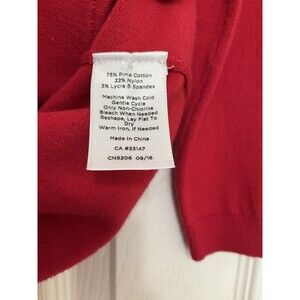 75% Pima Cotton
22% Nylon
3% Lycra ® Spandex
Machine Wash Cold
Gentle Cycle
Only Non-Chlorine
Bleach When Needed
Reshape, Lay Flat To
Dry
Warm Iron, If Needed
Made in China
CA #23147
CN5206 09/16